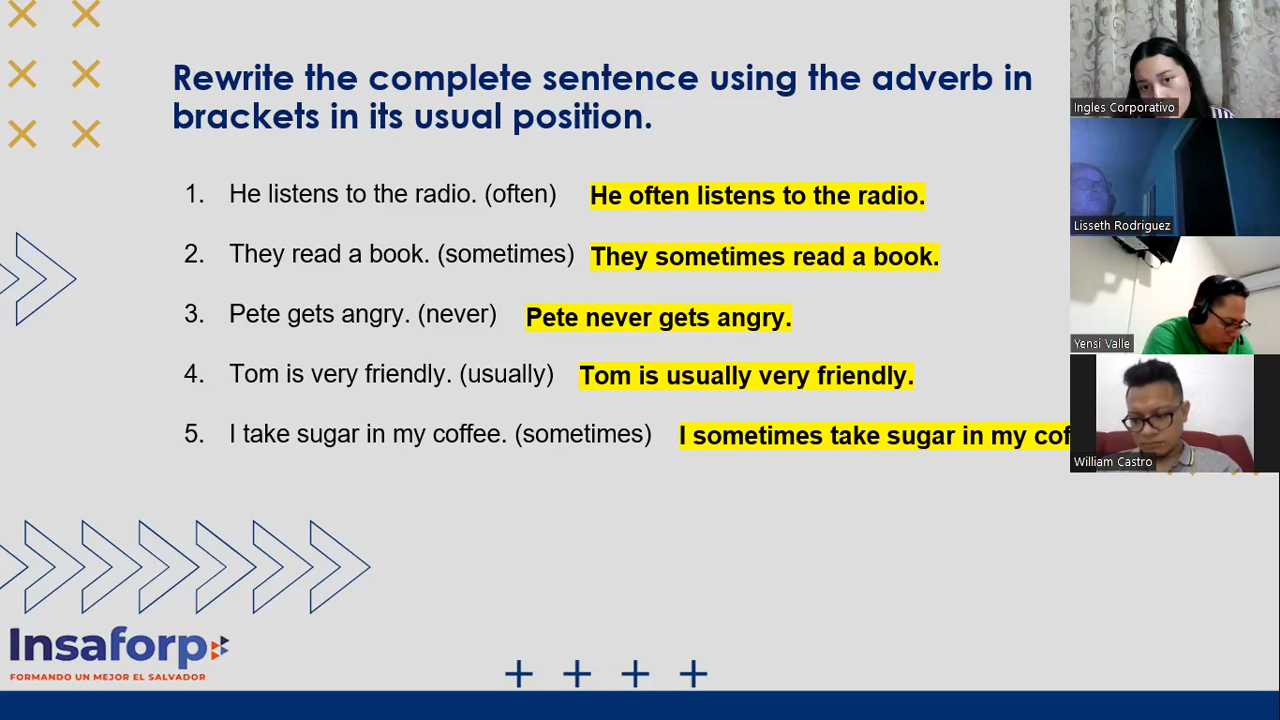 Rewrite the complete sentence using the adverb in
brackets in its usual position.
1. He listens to the radio. (often) He often listens to the radio.
2. They read a book. (sometimes) They sometimes read a book.
3. Pete gets angry. (never) Pete never gets angry.
4. Tom is very friendly. (usually) Tom is usually very friendly.
5. I take sugar in my coffee. (sometimes) I sometimes take sugar in my cof
Insaforp
FORMANDO UN MEJOR EL SALVADOR
Ingles Corporativo
Lisseth Rodriguez
Yensi Valle
William Castro